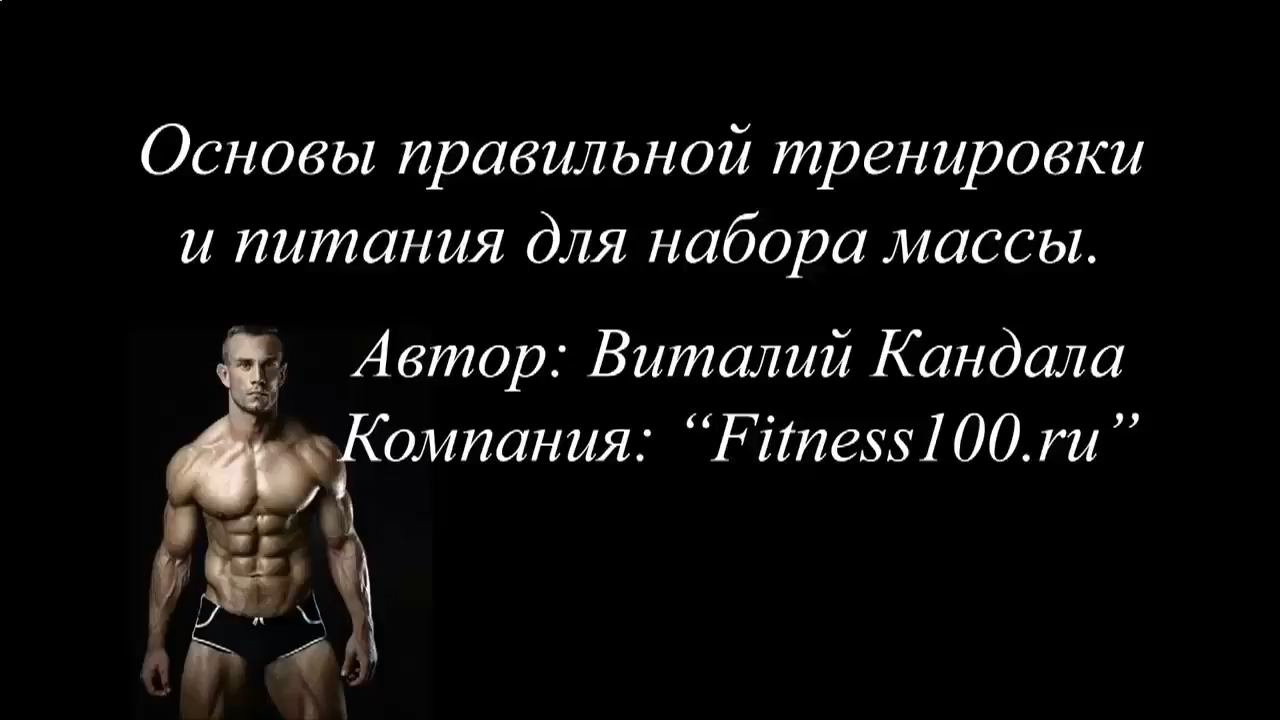 Основы правильной тренировки
и питания для набора массы.
Автор: Виталий Кандала
Компания: “Fitness100.ru”